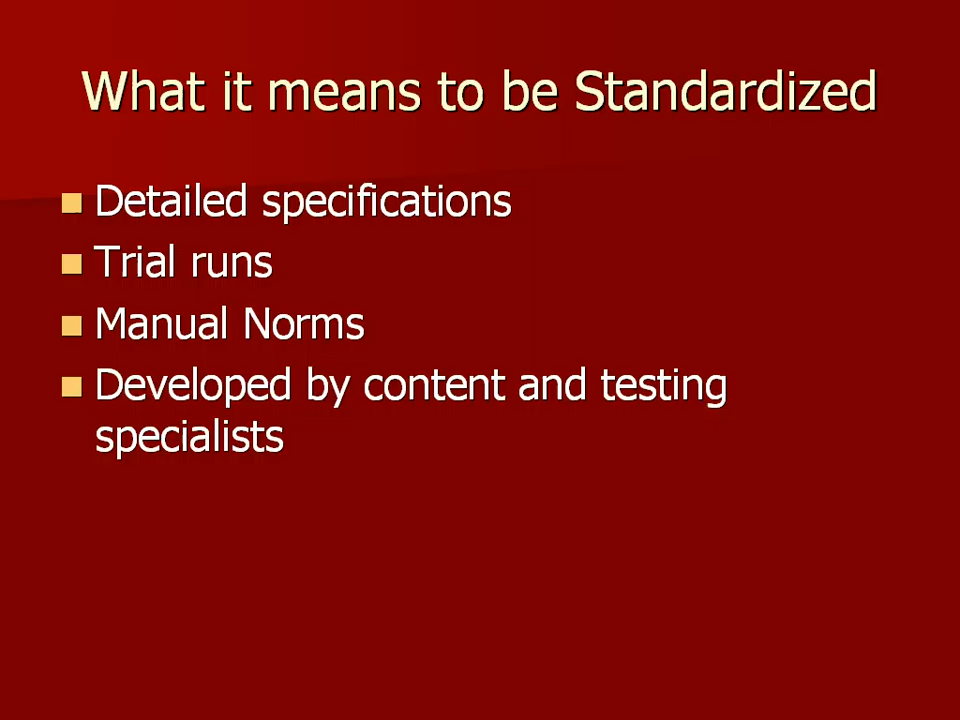 What it means to be Standardized
Detailed specifications
Trial runs
Manual Norms
Developed by content and testing
specialists